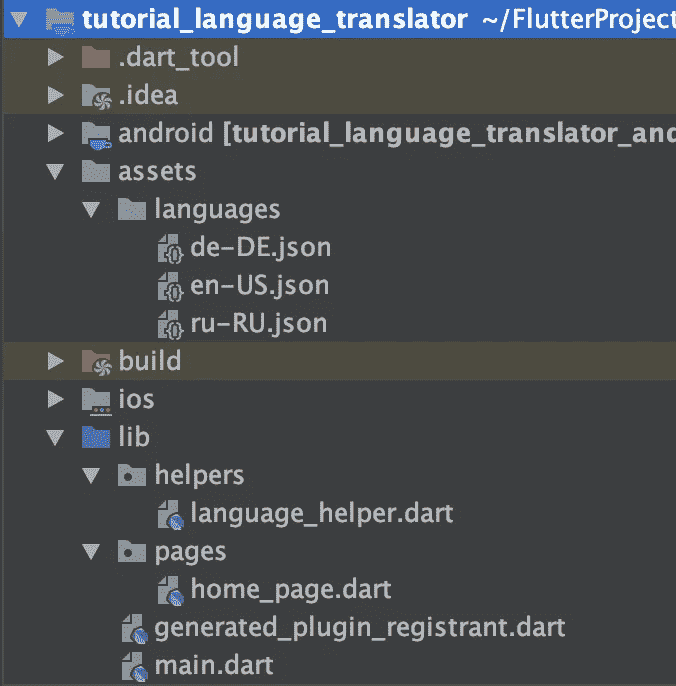 tutorial_language_translator ~/FlutterProject
.dart_tool
.idea
android [tutorial_language_translator_and
assets
languages
de-DE.json
en-US.json
ru-RU.json
build
ios
lib
helpers
language_helper.dart
pages
home_page.dart
generated_plugin_registrant.dart
main.dart